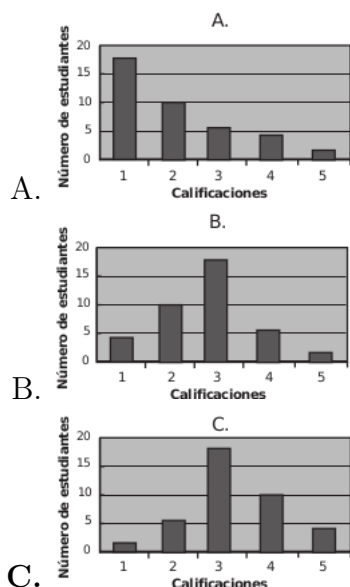 A.
Número de estudiantes
20
15
10
5
0
1 2 3 4 5
Calificaciones
A.
B.
Número de estudiantes
20
15
10
5
0
1 2 3 4 5
Calificaciones
B.
C.
Número de estudiantes
20
15
10
5
0
1 2 3 4 5
Calificaciones
C.